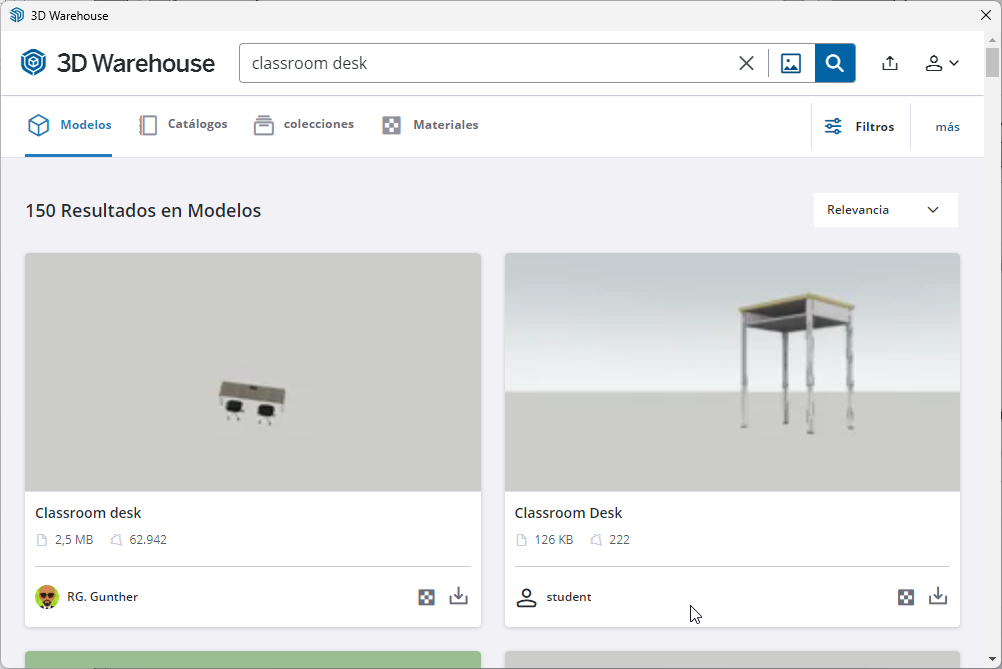 3D Warehouse
3D Warehouse
classroom desk
Modelos
Catálogos
colecciones
Materiales
Filtros
más
150 Resultados en Modelos
Relevancia
Classroom desk
2,5 MB 62.942
RG. Gunther
Classroom Desk
126 KB 222
student